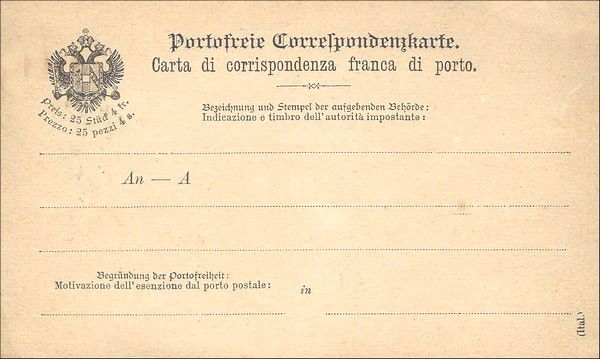 Portofreie Correspondenzkarte.
Carta di corrispondenza franca di porto.
Preis: 25 Stück 4 kr.
Prezzo: 25 pezzi 4 s.
Bezeichnung und Stempel der aufgebenden Behörde:
Indicazione e timbro dell'autorità impostante:
An — A
Begründung der Portofreiheit:
Motivazione dell'esenzione dal porto postale:
in
(Ital.)